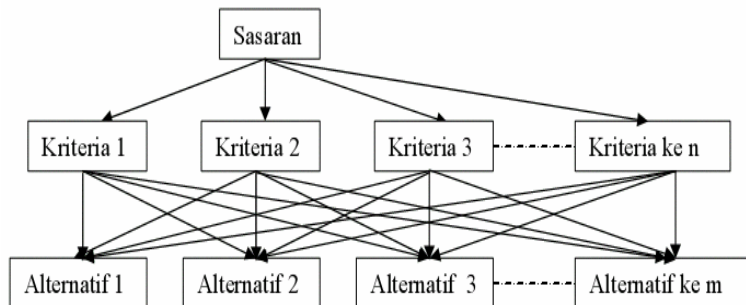 Sasaran
Kriteria 1 Kriteria 2 Kriteria 3 Kriteria ke n
Alternatif 1 Alternatif 2 Alternatif 3 Alternatif ke m